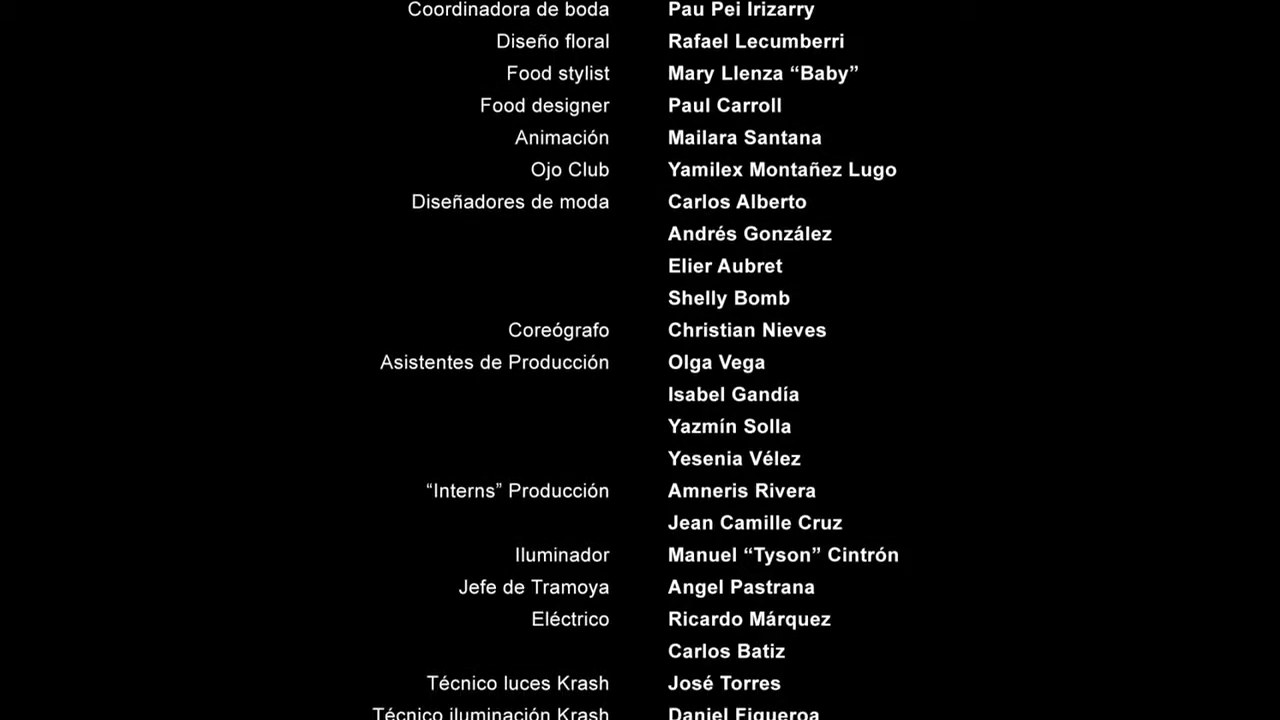 Coordinadora de boda Pau Pei Irizarry
Diseño floral Rafael Lecumberri
Food stylist Mary Llenza “Baby”
Food designer Paul Carroll
Animación Mailara Santana
Ojo Club Yamilex Montañez Lugo
Diseñadores de moda Carlos Alberto
Andrés González
Elier Aubret
Shelly Bomb
Coreógrafo Christian Nieves
Asistentes de Producción Olga Vega
Isabel Gandía
Yazmín Solla
Yesenia Vélez
“Interns” Producción Amneris Rivera
Jean Camille Cruz
Iluminador Manuel “Tyson” Cintrón
Jefe de Tramoya Angel Pastrana
Eléctrico Ricardo Márquez
Carlos Batiz
Técnico luces Krash José Torres
Técnico iluminación Krash Daniel Figueroa